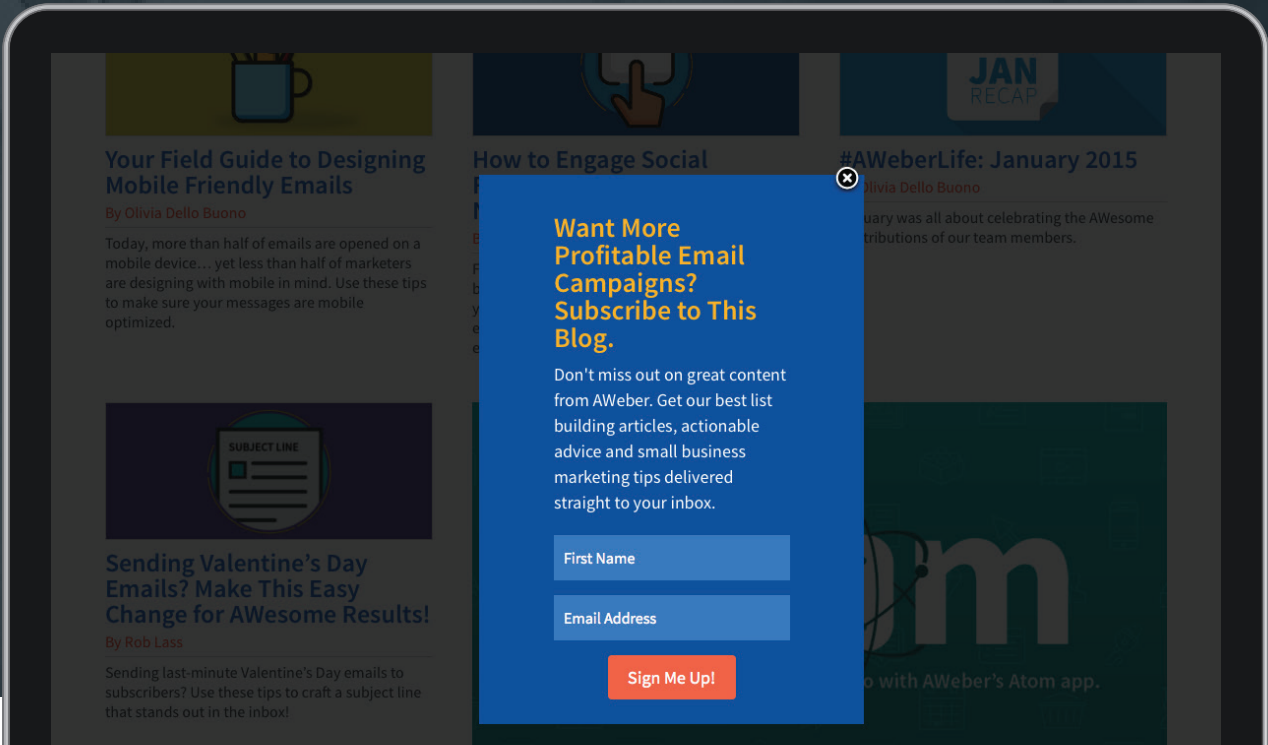 JAN
RECAP
Your Field Guide to Designing
Mobile Friendly Emails
By Olivia Dello Buono
Today, more than half of emails are opened on a
mobile device… yet less than half of marketers
are designing with mobile in mind. Use these tips
to make sure your messages are mobile
optimized.
How to Engage Social
#AWeberLife: January 2015
Olivia Dello Buono
was all about celebrating the AWesome
of our team members.
Want More
Profitable Email
Campaigns?
Subscribe to This
Blog.
Don't miss out on great content
from AWeber. Get our best list
building articles, actionable
advice and small business
marketing tips delivered
straight to your inbox.
First Name
Email Address
Sign Me Up!
SUBJECT LINE
Sending Valentine’s Day
Emails? Make This Easy
Change for AWesome Results!
By Rob Lass
Sending last-minute Valentine’s Day emails to
subscribers? Use these tips to craft a subject line
that stands out in the inbox!
with AWeber’s Atom app.